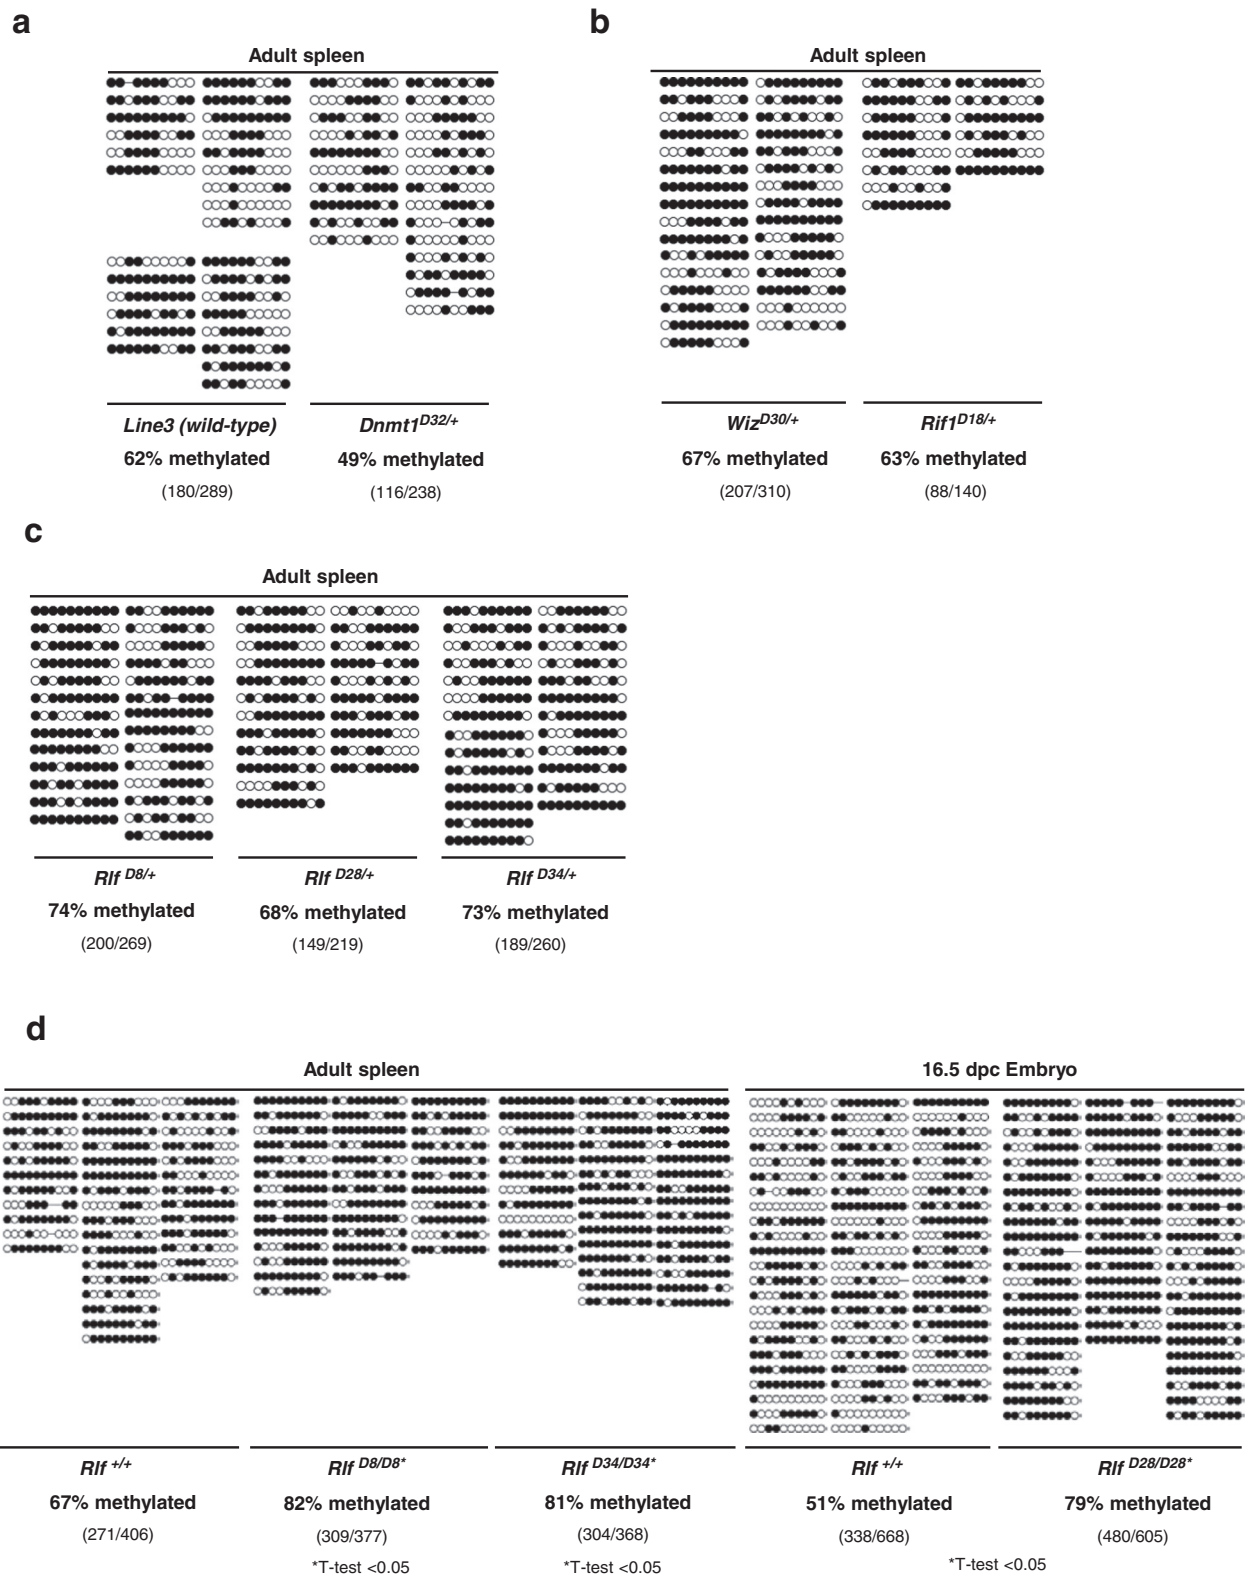 a
Adult spleen
Line3 (wild-type)
Dnmt1D32/+
62% methylated
49% methylated
(180/289)
(116/238)
b
Adult spleen
WizD30/+
Rif1D18/+
67% methylated
63% methylated
(207/310)
(88/140)
c
Adult spleen
Rlf D8/+
Rlf D28/+
Rlf D34/+
74% methylated
68% methylated
73% methylated
(200/269)
(149/219)
(189/260)
d
Adult spleen
16.5 dpc Embryo
Rlf +/+
Rlf D8/D8*
Rlf D34/D34*
Rlf +/+
Rlf D28/D28*
67% methylated
82% methylated
81% methylated
51% methylated
79% methylated
(271/406)
(309/377)
(304/368)
(338/668)
(480/605)
*T-test <0.05
*T-test <0.05
*T-test <0.05